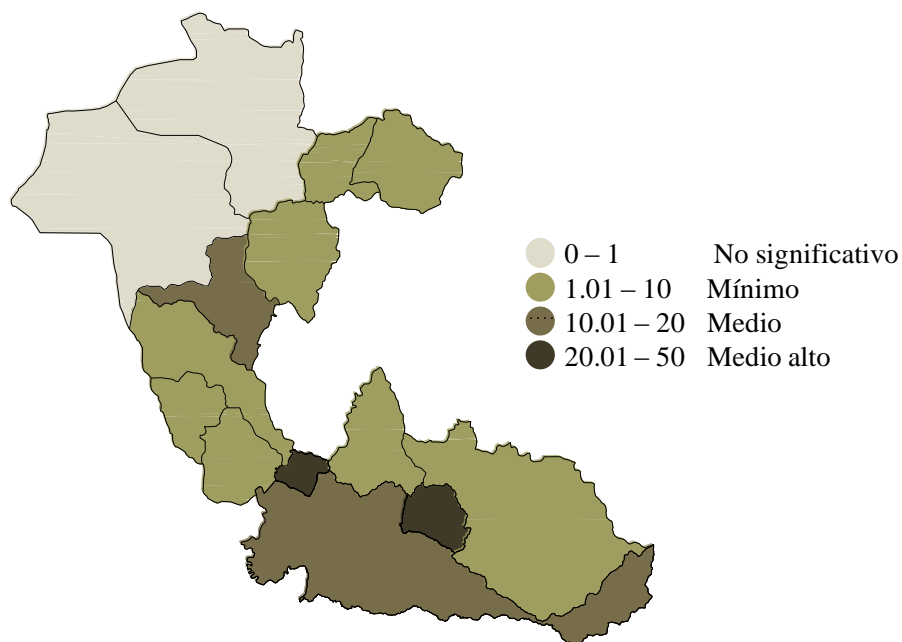 0 – 1 No significativo
1.01 – 10 Mínimo
10.01 – 20 Medio
20.01 – 50 Medio alto